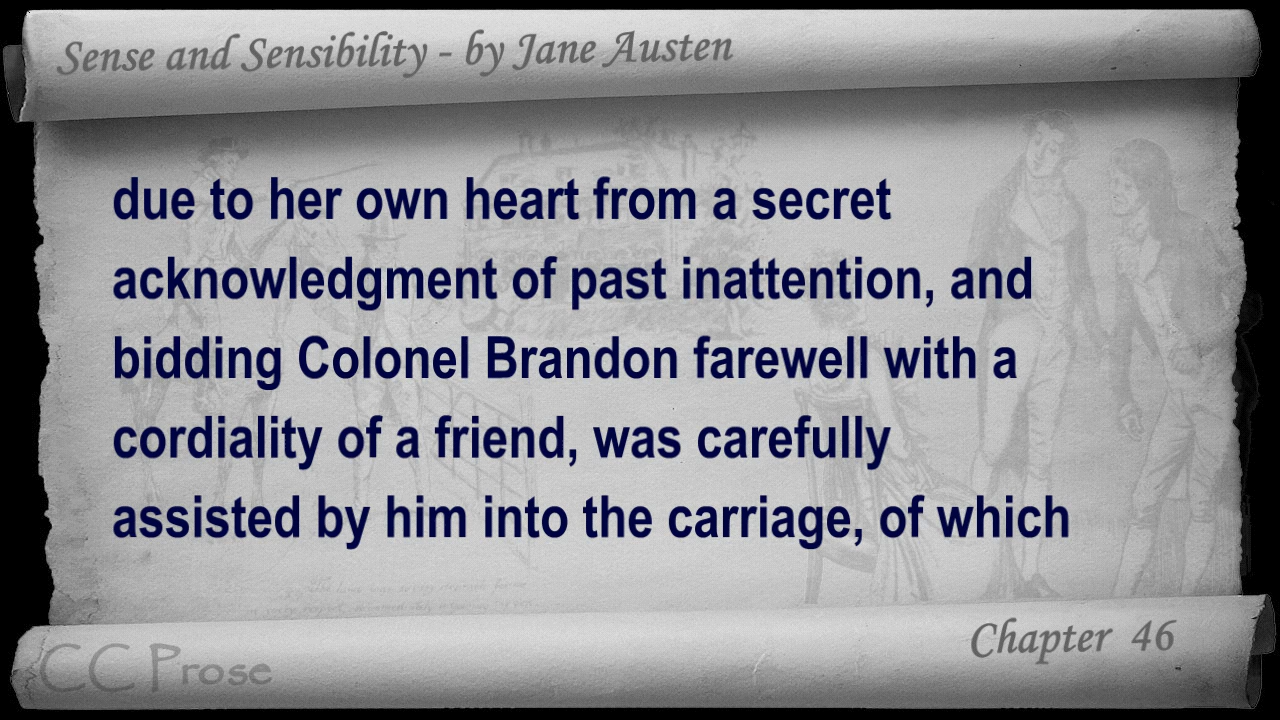 Sense and Sensibility - by Jane Austen
due to her own heart from a secret
acknowledgment of past inattention, and
bidding Colonel Brandon farewell with a
cordiality of a friend, was carefully
assisted by him into the carriage, of which
Chapter 46
CC Prose